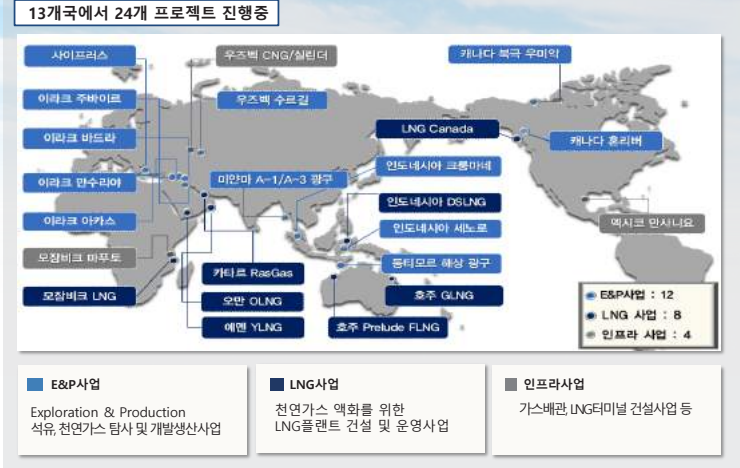 13개국에서 24개 프로젝트 진행중
사이프러스
우즈벡 CNG/실린더
캐나다 북극 우미악
이라크 주바이르
우즈벡 수르길
LNG Canada
캐나다 혼리버
이라크 바드라
인도네시아 크룽마네
이라크 만수리아
미얀마 A-1/A-3 광구
인도네시아 DSLNG
이라크 아카스
멕시코 만사니요
인도네시아 세노로
모잠비크 마푸토
동티모르 해상 광구
카타르 RasGas
모잠비크 LNG
호주 GLNG
오만 OLNG
예멘 YLNG
호주 Prelude FLNG
E&P사업 : 12
LNG 사업 : 8
인프라 사업 : 4
E&P사업
Exploration & Production
석유, 천연가스 탐사 및 개발생산사업
LNG사업
천연가스 액화를 위한
LNG플랜트 건설 및 운영사업
인프라사업
가스배관, LNG터미널 건설사업 등